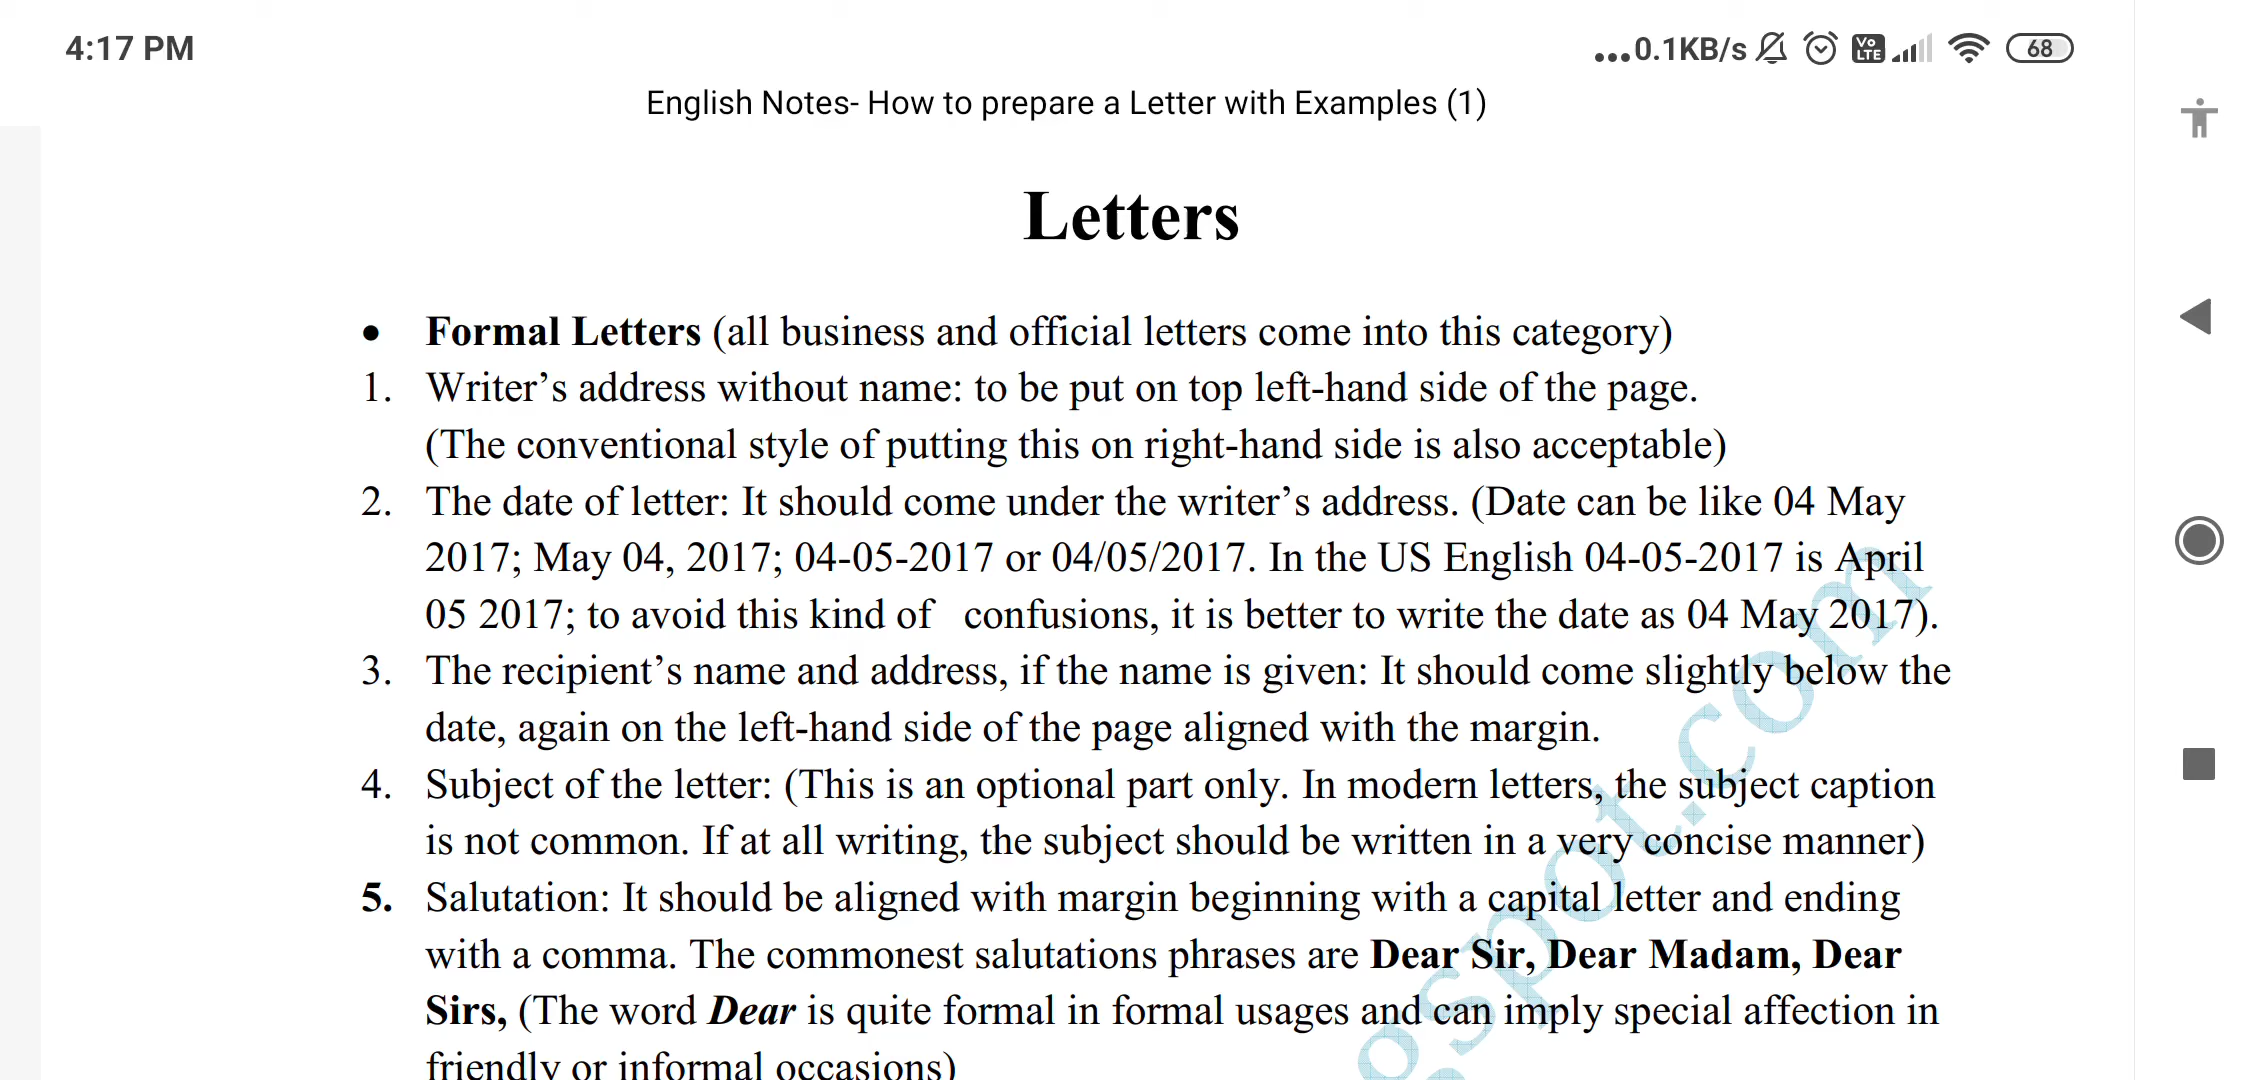 4:17 PM
...0.1KB/s Vo LTE 68
English Notes- How to prepare a Letter with Examples (1)
Letters
• Formal Letters (all business and official letters come into this category)
1. Writer’s address without name: to be put on top left-hand side of the page.
(The conventional style of putting this on right-hand side is also acceptable)
2. The date of letter: It should come under the writer’s address. (Date can be like 04 May
2017; May 04, 2017; 04-05-2017 or 04/05/2017. In the US English 04-05-2017 is April
05 2017; to avoid this kind of confusions, it is better to write the date as 04 May 2017).
3. The recipient’s name and address, if the name is given: It should come slightly below the
date, again on the left-hand side of the page aligned with the margin.
4. Subject of the letter: (This is an optional part only. In modern letters, the subject caption
is not common. If at all writing, the subject should be written in a very concise manner)
5. Salutation: It should be aligned with margin beginning with a capital letter and ending
with a comma. The commonest salutations phrases are Dear Sir, Dear Madam, Dear
Sirs, (The word Dear is quite formal in formal usages and can imply special affection in
friendly or informal occasions)
gspot.com